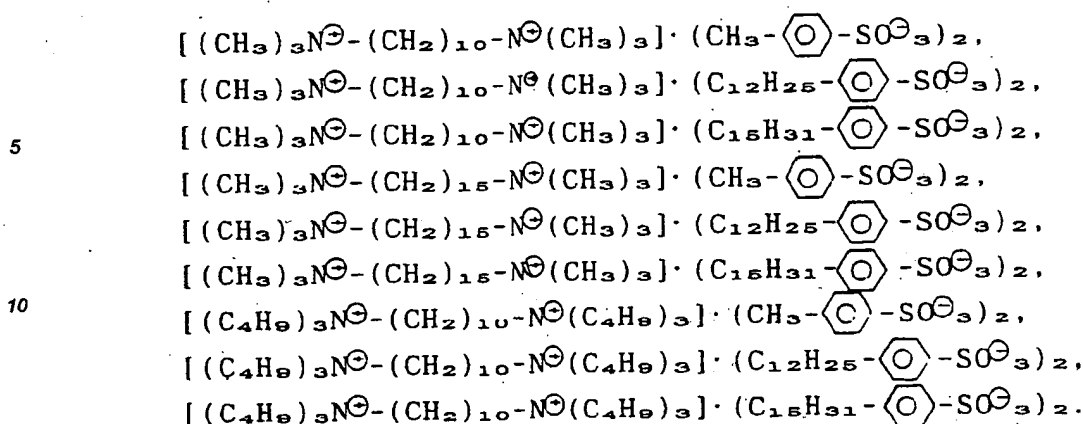 [(CH₃)₃N⊕-(CH₂)₁₀-N⊕(CH₃)₃]·(CH₃-⌬-SO⊖₃)₂,
[(CH₃)₃N⊕-(CH₂)₁₀-N⊕(CH₃)₃]·(C₁₂H₂₅-⌬-SO⊖₃)₂,
5 [(CH₃)₃N⊕-(CH₂)₁₀-N⊕(CH₃)₃]·(C₁₅H₃₁-⌬-SO⊖₃)₂,
[(CH₃)₃N⊕-(CH₂)₁₅-N⊕(CH₃)₃]·(CH₃-⌬-SO⊖₃)₂,
[(CH₃)₃N⊕-(CH₂)₁₅-N⊕(CH₃)₃]·(C₁₂H₂₅-⌬-SO⊖₃)₂,
[(CH₃)₃N⊕-(CH₂)₁₅-N⊕(CH₃)₃]·(C₁₅H₃₁-⌬-SO⊖₃)₂,
10 [(C₄H₉)₃N⊕-(CH₂)₁₀-N⊕(C₄H₉)₃]·(CH₃-⌬-SO⊖₃)₂,
[(C₄H₉)₃N⊕-(CH₂)₁₀-N⊕(C₄H₉)₃]·(C₁₂H₂₅-⌬-SO⊖₃)₂,
[(C₄H₉)₃N⊕-(CH₂)₁₀-N⊕(C₄H₉)₃]·(C₁₅H₃₁-⌬-SO⊖₃)₂.